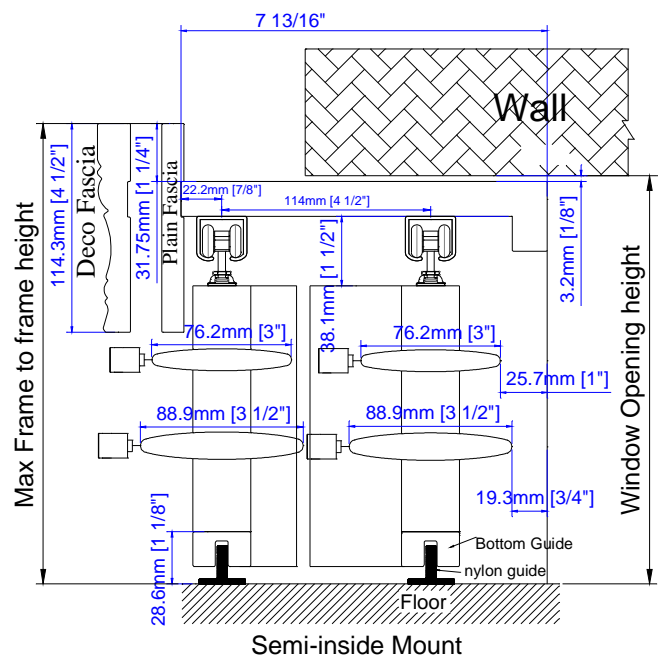 7 13/16"
Wall
Max Frame to frame height
114.3mm [4 1/2"]
Deco Fascia
31.75mm [1 1/4"]
Plain Fascia
22.2mm [7/8"]
114mm [4 1/2"]
38.1mm [1 1/2"]
3.2mm [1/8"]
Window Opening height
76.2mm [3"]
76.2mm [3"]
25.7mm [1"]
88.9mm [3 1/2"]
88.9mm [3 1/2"]
19.3mm [3/4"]
28.6mm [1 1/8"]
Bottom Guide
nylon guide
Floor
Semi-inside Mount